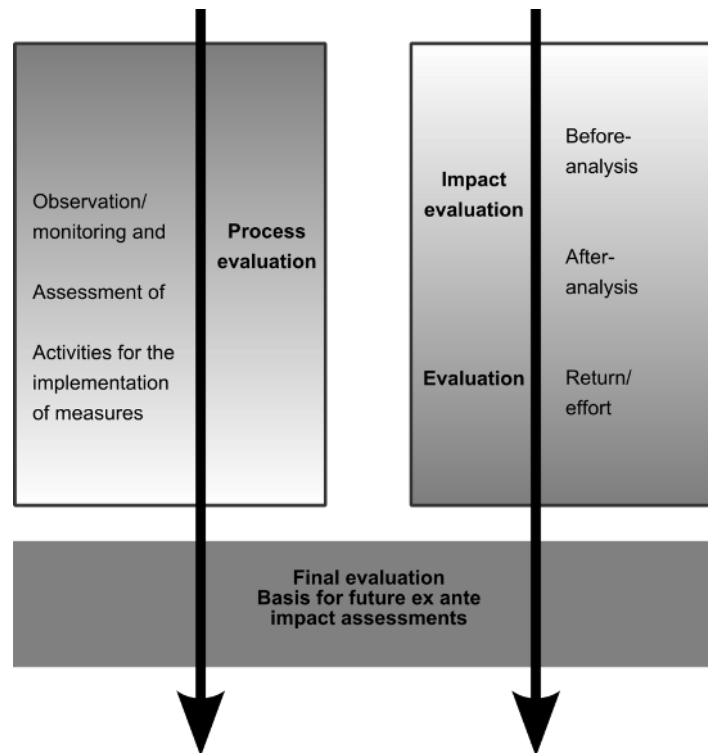 Observation/
monitoring and
Assessment of
Activities for the
implementation
of measures
Process
evaluation
Impact
evaluation
Evaluation
Before-
analysis
After-
analysis
Return/
effort
Final evaluation
Basis for future ex ante
impact assessments